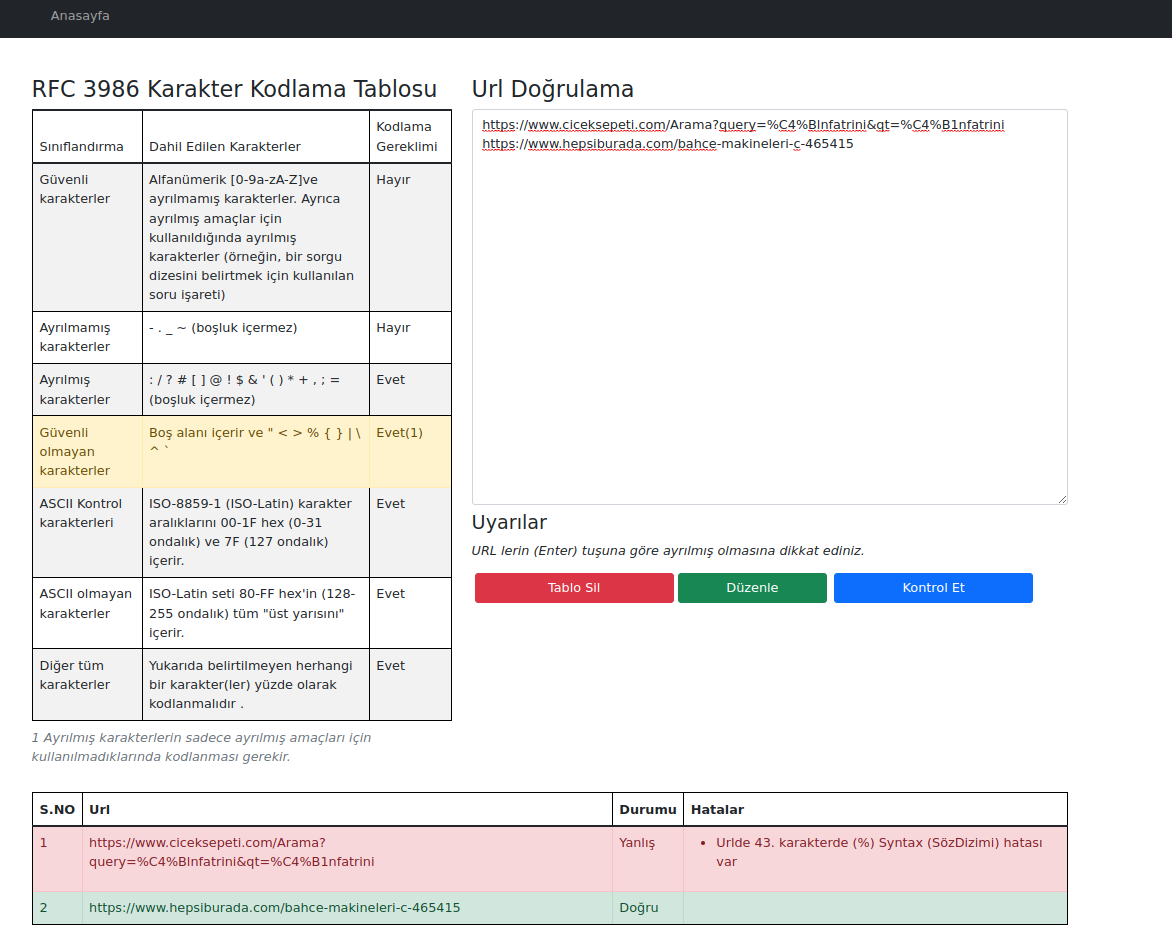 Anasayfa
RFC 3986 Karakter Kodlama Tablosu
Sınıflandırma
Dahil Edilen Karakterler
Kodlama
Gereklimi
Güvenli
karakterler
Alfanümerik [0-9a-zA-Z]ve
ayrılmamış karakterler. Ayrıca
ayrılmış amaçlar için
kullanıldığında ayrılmış
karakterler (örneğin, bir sorgu
dizesini belirtmek için kullanılan
soru işareti)
Hayır
Ayrılmamış
karakterler
- . _ ~ (boşluk içermez)
Hayır
Ayrılmış
karakterler
: / ? # [ ] @ ! $ & ' ( ) * + , ; =
(boşluk içermez)
Evet
Güvenli
olmayan
karakterler
Boş alanı içerir ve " < > % { } | \
^ `
Evet(1)
ASCII Kontrol
karakterleri
ISO-8859-1 (ISO-Latin) karakter
aralıklarını 00-1F hex (0-31
ondalık) ve 7F (127 ondalık)
içerir.
Evet
ASCII olmayan
karakterler
ISO-Latin seti 80-FF hex'in (128-
255 ondalık) tüm "üst yarısını"
içerir.
Evet
Diğer tüm
karakterler
Yukarıda belirtilmeyen herhangi
bir karakter(ler) yüzde olarak
kodlanmalıdır .
Evet
1 Ayrılmış karakterlerin sadece ayrılmış amaçları için
kullanılmadıklarında kodlanması gerekir.
Url Doğrulama
https://www.ciceksepeti.com/Arama?query=%C4%BInfatrini&qt=%C4%B1nfatrini
https://www.hepsiburada.com/bahce-makineleri-c-465415
Uyarılar
URL lerin (Enter) tuşuna göre ayrılmış olmasına dikkat ediniz.
Tablo Sil
Düzenle
Kontrol Et
S.NO
Url
Durumu
Hatalar
1
https://www.ciceksepeti.com/Arama?
query=%C4%BInfatrini&qt=%C4%B1nfatrini
Yanlış
• Urlde 43. karakterde (%) Syntax (SözDizimi) hatası
var
2
https://www.hepsiburada.com/bahce-makineleri-c-465415
Doğru